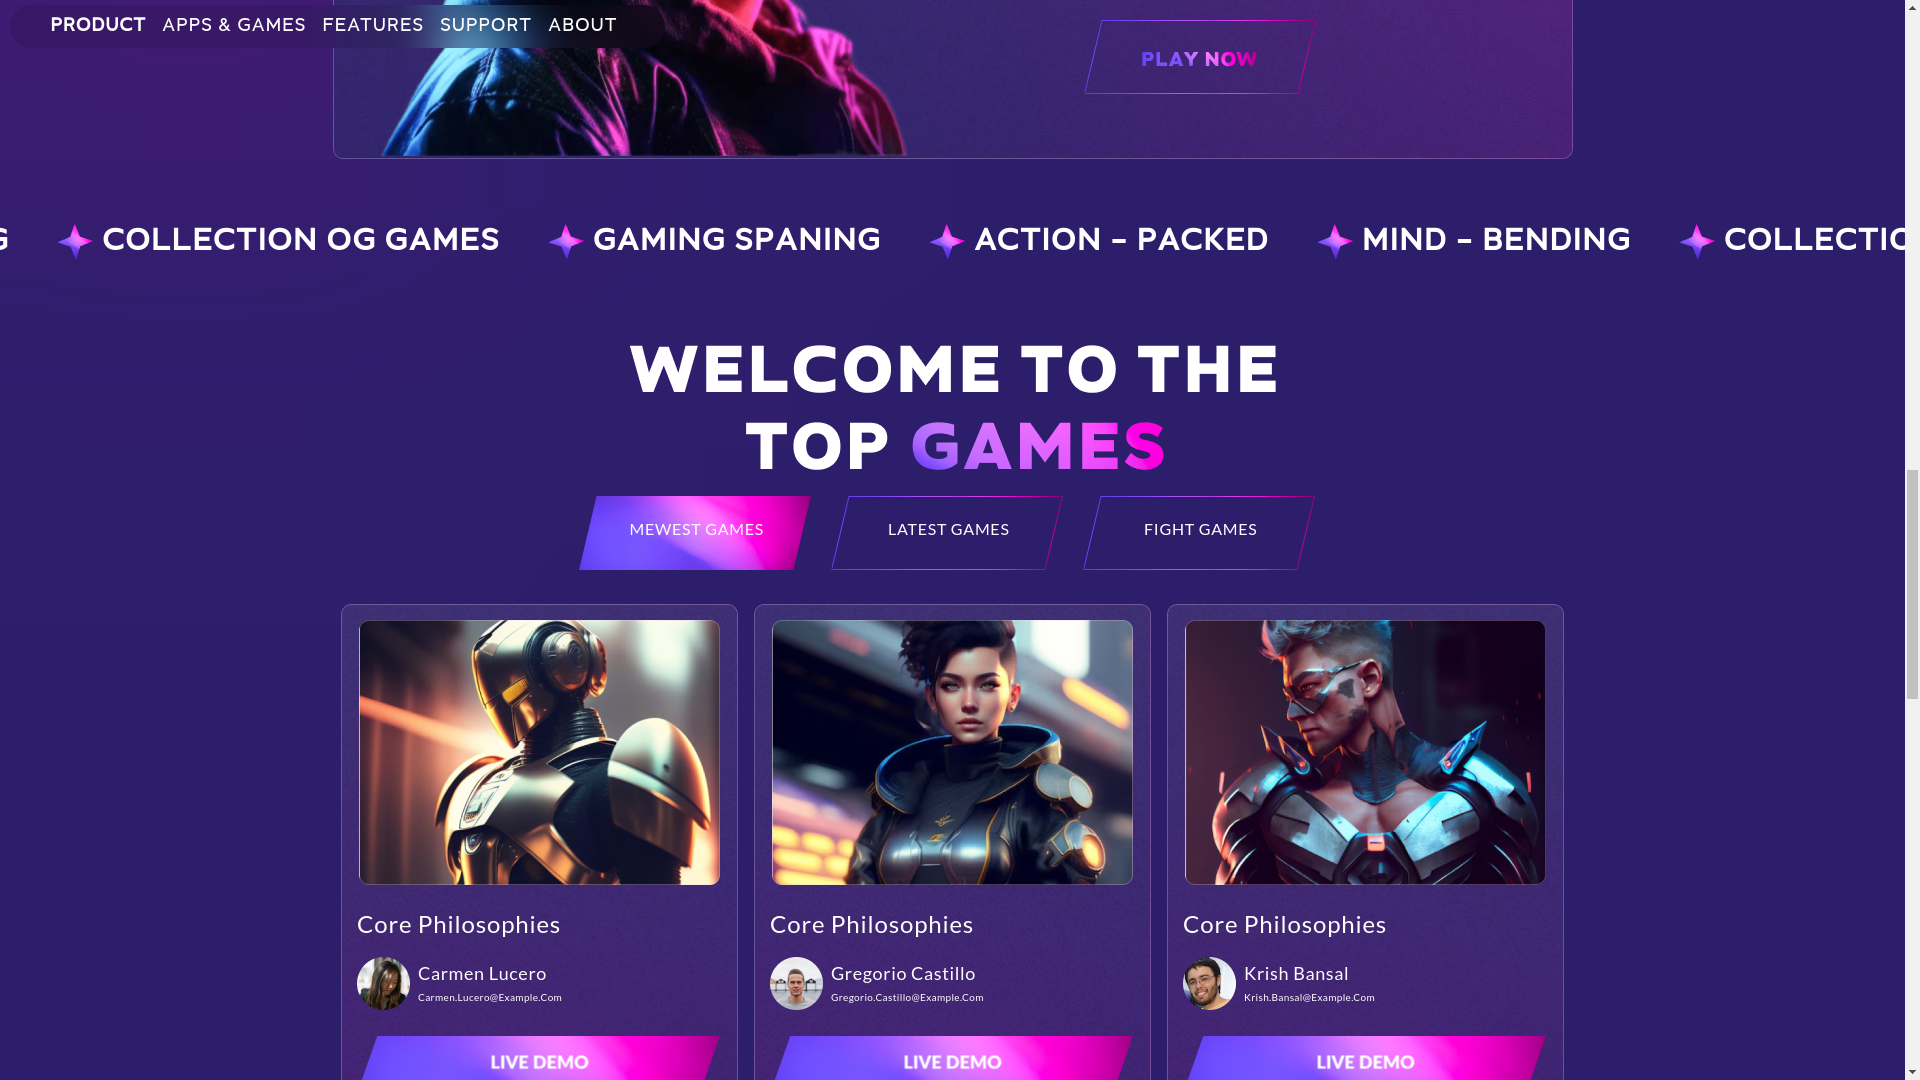 PRODUCT APPS & GAMES FEATURES SUPPORT ABOUT
PLAY NOW
G COLLECTION OG GAMES GAMING SPANING ACTION - PACKED MIND - BENDING COLLECTIO
WELCOME TO THE
TOP GAMES
MEWEST GAMES LATEST GAMES FIGHT GAMES
Core Philosophies Core Philosophies Core Philosophies
Carmen Lucero Gregorio Castillo Krish Bansal
Carmen.Lucero@Example.Com Gregorio.Castillo@Example.Com Krish.Bansal@Example.Com
LIVE DEMO LIVE DEMO LIVE DEMO